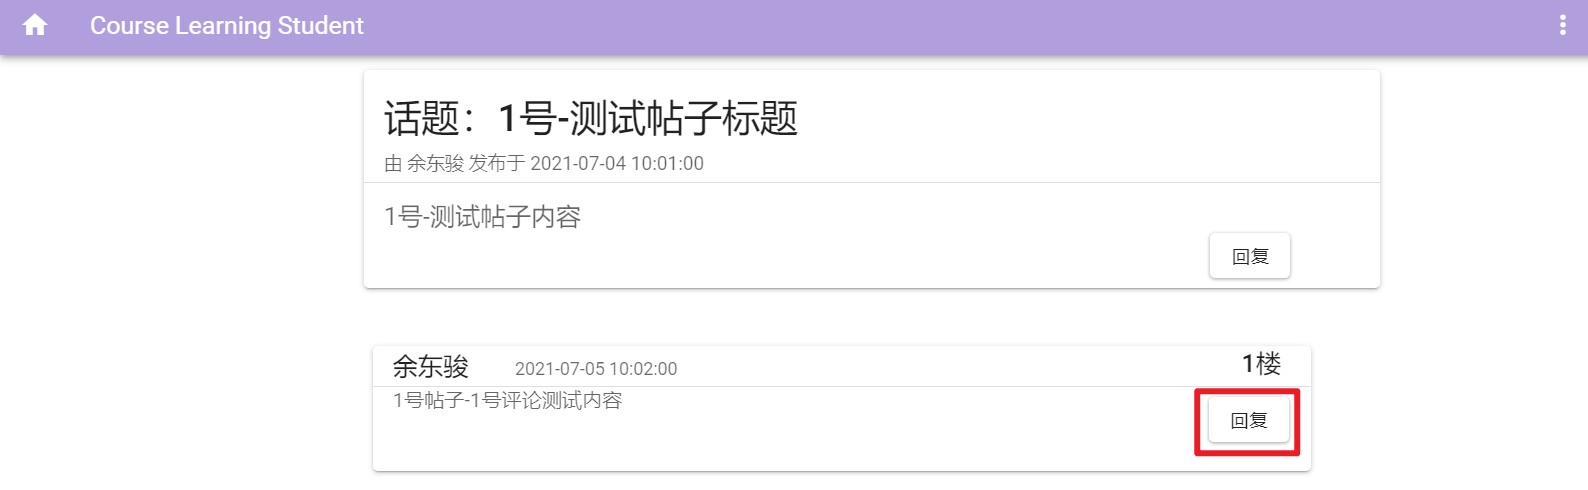 Course Learning Student
话题：1号-测试帖子标题
由 余东骏 发布于 2021-07-04 10:01:00
1号-测试帖子内容
回复
余东骏 2021-07-05 10:02:00 1楼
1号帖子-1号评论测试内容
回复